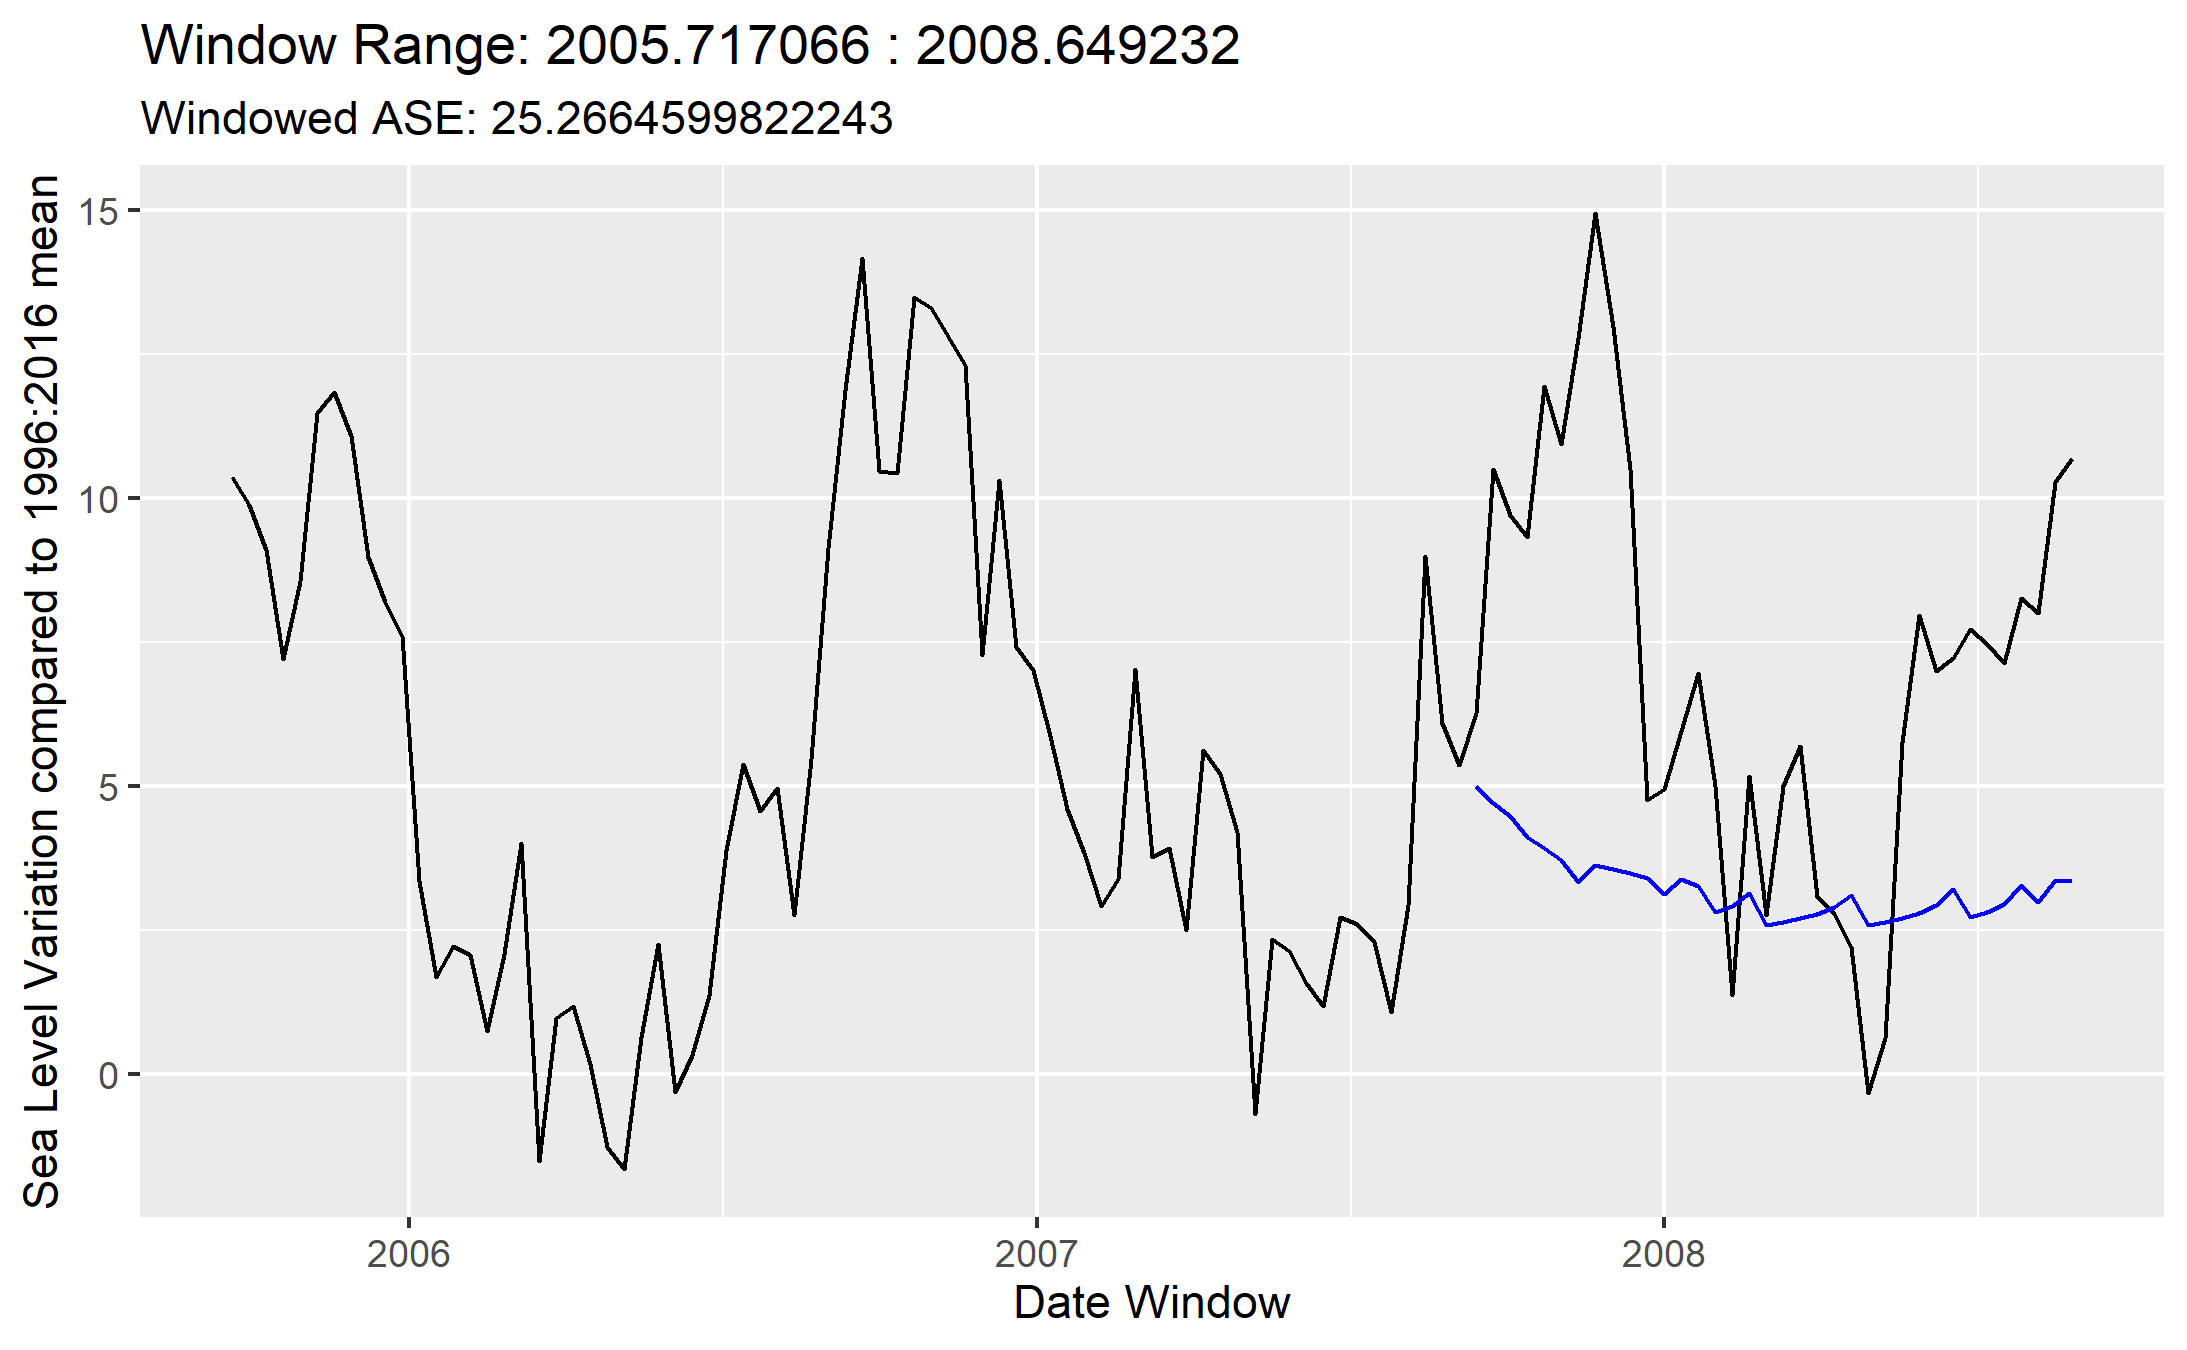 Window Range: 2005.717066 : 2008.649232
Windowed ASE: 25.2664599822243
Sea Level Variation compared to 1996:2016 mean
15
10
5
0
2006
2007
2008
Date Window